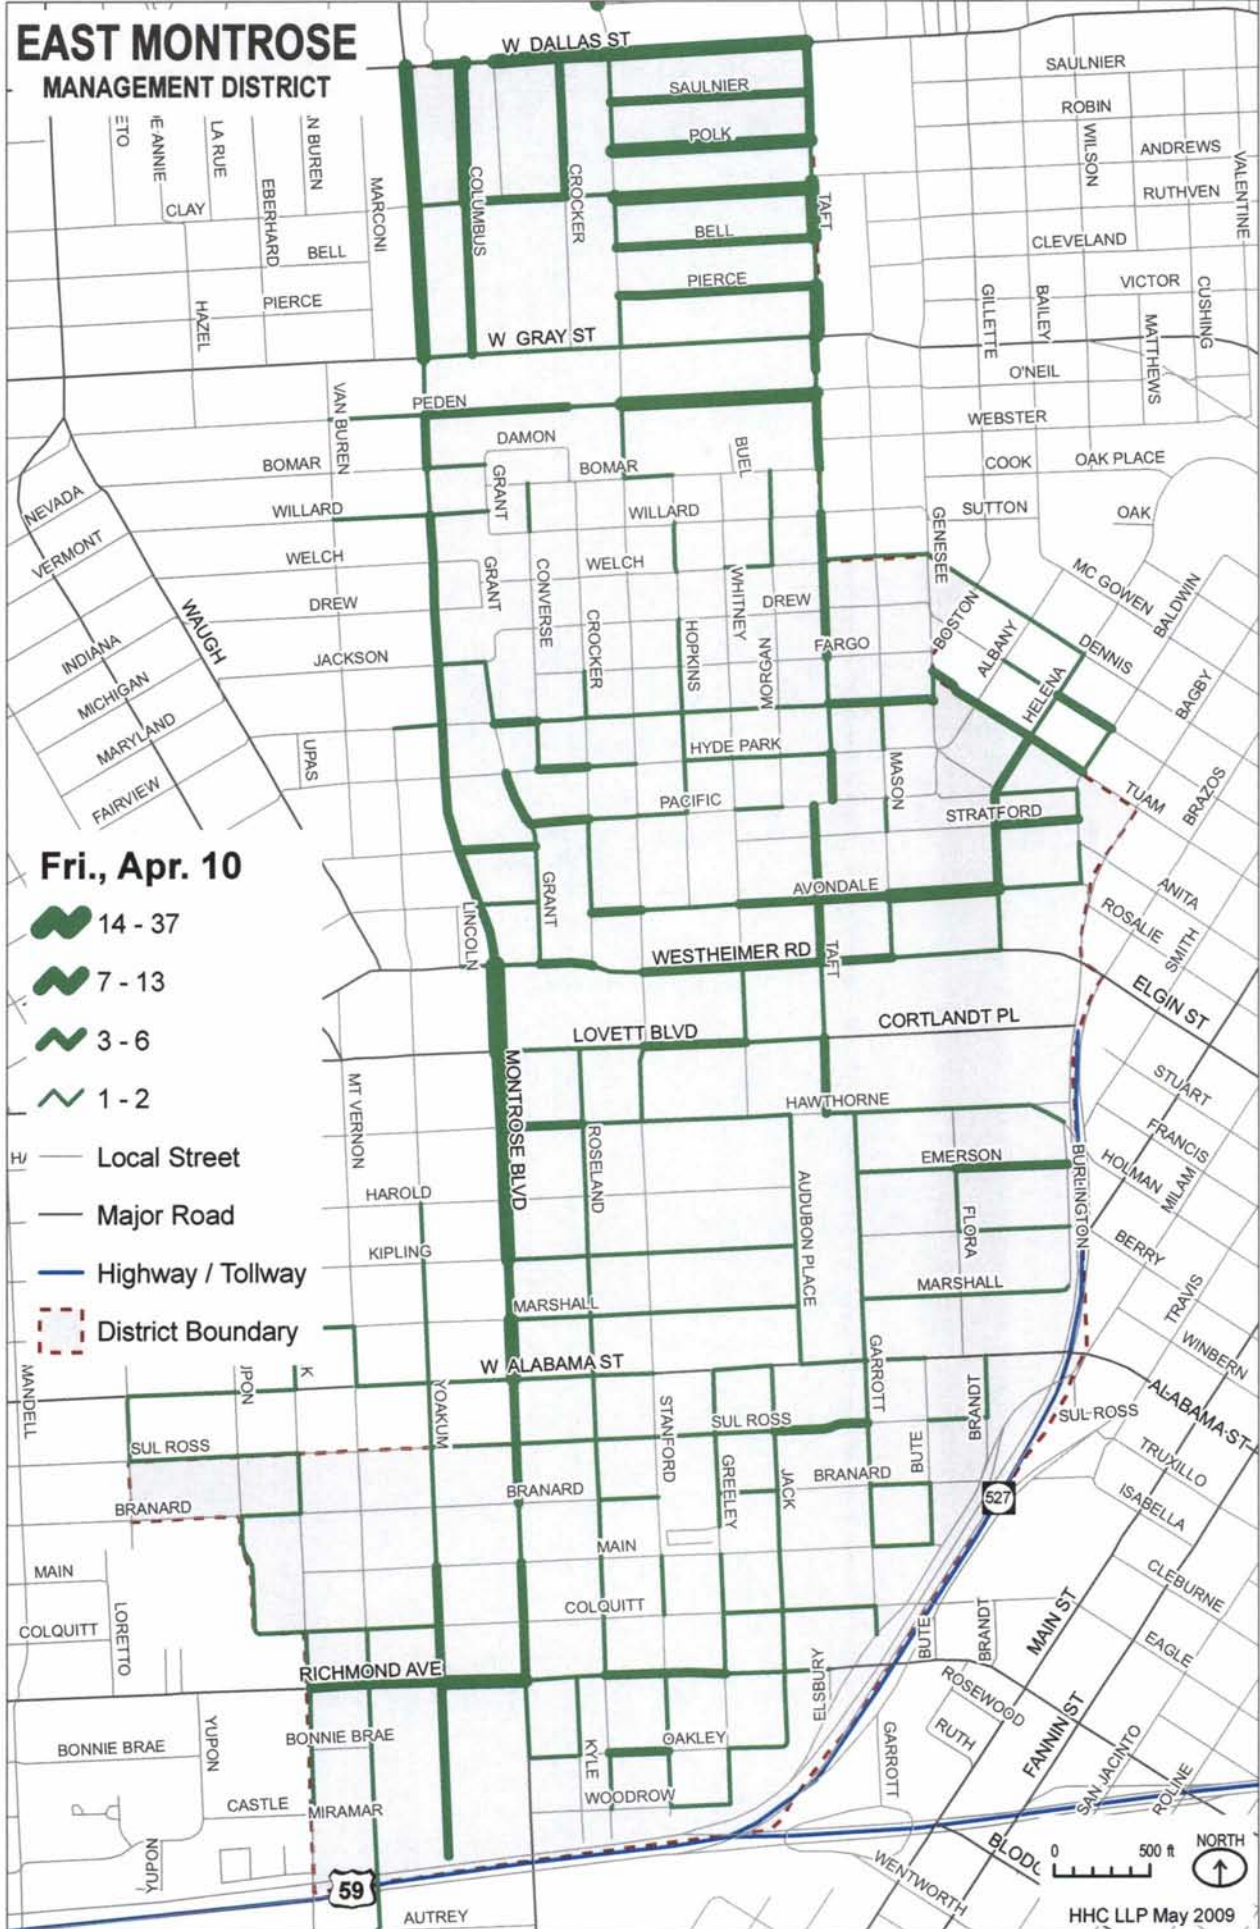 EAST MONTROSE
MANAGEMENT DISTRICT
W DALLAS ST
SAULNIER
SAULNIER
ROBIN
POLK
WILSON
ANDREWS
VALENTINE
RUTHVEN
ETO
E ANNIE
LA RUE
N BUREN
EBERHARD
MARCONI
CLAY
COLUMBUS
CROCKER
TAFT
BELL
BELL
CLEVELAND
PIERCE
PIERCE
VICTOR
HAZEL
GILLETTE
BAILEY
MATTHEWS
CUSHING
W GRAY ST
O'NEIL
VAN BUREN
PEDEN
WEBSTER
DAMON
BUEL
BOMAR
BOMAR
COOK
OAK PLACE
GRANT
NEVADA
WILLARD
WILLARD
SUTTON
OAK
GENESEE
VERMONT
WELCH
WELCH
GRANT
CONVERSE
WHITNEY
MC GOWEN
BALDWIN
DREW
DREW
WAUGH
CROCKER
HOPKINS
MORGAN
FARGO
BOSTON
ALBANY
DENNIS
INDIANA
JACKSON
HELENA
BAGBY
MICHIGAN
MARYLAND
UPAS
HYDE PARK
MASON
FAIRVIEW
PACIFIC
STRATFORD
TUAM
BRAZOS
Fri., Apr. 10
14 - 37
7 - 13
3 - 6
1 - 2
Local Street
Major Road
Highway / Tollway
District Boundary
GRANT
AVONDALE
ANITA
ROSALIE
SMITH
LINCOLN
WESTHEIMER RD
TAFT
ELGIN ST
LOVETT BLVD
CORTLANDT PL
MT VERNON
MONTROSE BLVD
STUART
HAWTHORNE
FRANCIS
HOLMAN
MILAM
ROSELAND
EMERSON
BURLINGTON
HAROLD
AUDUBON PLACE
FLORA
KIPLING
BERRY
MARSHALL
MARSHALL
TRAVIS
WINBERN
W ALABAMA ST
GARROTT
ALABAMA ST
MANDELL
UPON
K
YOAKUM
STANFORD
SUL ROSS
SUL ROSS
SUL ROSS
BUTE
BRANDT
TRUXILLO
GREELEY
JACK
BRANARD
BRANARD
BRANARD
527
ISABELLA
MAIN
MAIN
CLEBURNE
COLQUITT
COLQUITT
LORETTO
BUTE
BRANDT
MAIN ST
EAGLE
RICHMOND AVE
ELSBURY
ROSEWOOD
FANNIN ST
BONNIE BRAE
BONNIE BRAE
YUPON
KYLE
OAKLEY
GARROTT
RUTH
SAN JACINTO
ROLINE
WOODROW
CASTLE
MIRAMAR
YUPON
59
AUTREY
WENTWORTH
BLOD
0
500 ft
NORTH
HHC LLP May 2009